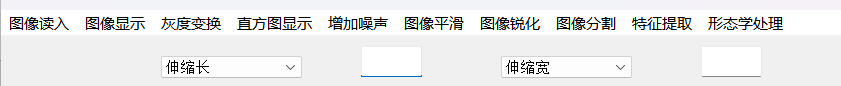 图像读入 图像显示 灰度变换 直方图显示 增加噪声 图像平滑 图像锐化 图像分割 特征提取 形态学处理
伸缩长 伸缩宽